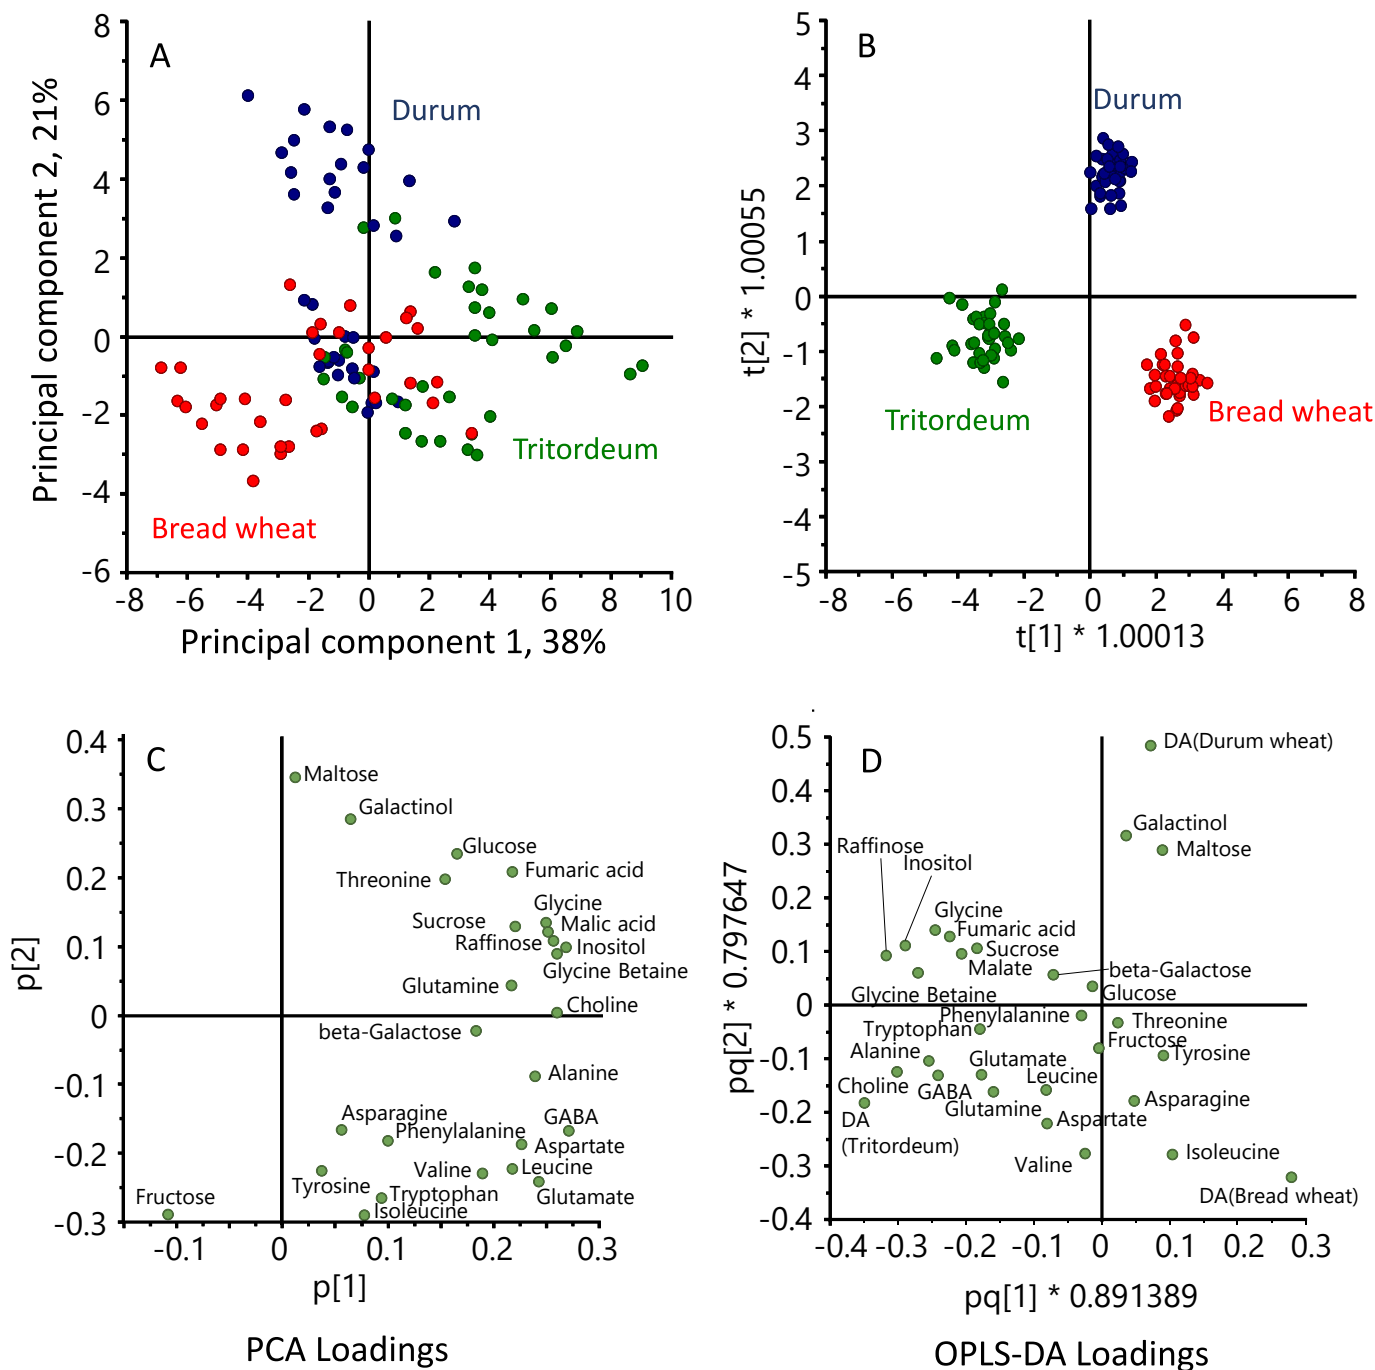 A
Durum
Tritordeum
Bread wheat
8
6
4
2
0
-2
-4
-6
-8 -6 -4 -2 0 2 4 6 8 10
Principal component 2, 21%
Principal component 1, 38%
B
Durum
Tritordeum
Bread wheat
5
4
3
2
1
0
-1
-2
-3
-4
-5
-8 -6 -4 -2 0 2 4 6 8
t[2] * 1.00055
t[1] * 1.00013
C
0.4
0.3
0.2
0.1
0
-0.1
-0.2
-0.3
Maltose
Galactinol
Glucose
Threonine
Fumaric acid
Glycine
Sucrose
Malic acid
Raffinose
Inositol
Glycine Betaine
Glutamine
Choline
beta-Galactose
Alanine
Asparagine
GABA
Phenylalanine
Aspartate
Valine
Leucine
Tyrosine
Tryptophan
Glutamate
Fructose
Isoleucine
-0.1 0 0.1 0.2 0.3
p[2]
p[1]
PCA Loadings
D
0.5
0.4
0.3
0.2
0.1
0
-0.1
-0.2
-0.3
-0.4
DA(Durum wheat)
Galactinol
Maltose
Raffinose
Inositol
Glycine
Fumaric acid
Sucrose
Malate
beta-Galactose
Glycine Betaine
Glucose
Phenylalanine
Threonine
Tryptophan
Fructose
Alanine
Glutamate
Tyrosine
Choline
GABA
Leucine
Glutamine
Asparagine
DA
(Tritordeum)
Aspartate
Valine
Isoleucine
DA(Bread wheat)
-0.4 -0.3 -0.2 -0.1 0 0.1 0.2 0.3
pq[2] * 0.797647
pq[1] * 0.891389
OPLS-DA Loadings